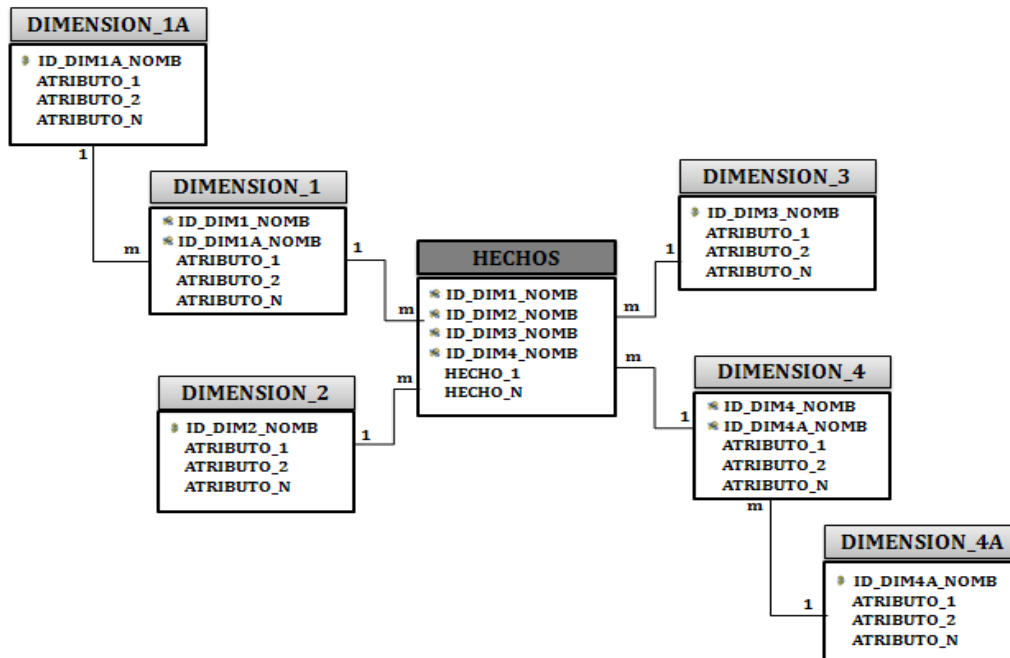 DIMENSION_1A
ID_DIM1A_NOMB
ATRIBUTO_1
ATRIBUTO_2
ATRIBUTO_N
1
m
DIMENSION_1
ID_DIM1_NOMB
ID_DIM1A_NOMB
ATRIBUTO_1
ATRIBUTO_2
ATRIBUTO_N
1
m
DIMENSION_2
ID_DIM2_NOMB
ATRIBUTO_1
ATRIBUTO_2
ATRIBUTO_N
1
m
HECHOS
ID_DIM1_NOMB
ID_DIM2_NOMB
ID_DIM3_NOMB
ID_DIM4_NOMB
HECHO_1
HECHO_N
m
1
DIMENSION_3
ID_DIM3_NOMB
ATRIBUTO_1
ATRIBUTO_2
ATRIBUTO_N
m
1
DIMENSION_4
ID_DIM4_NOMB
ID_DIM4A_NOMB
ATRIBUTO_1
ATRIBUTO_2
ATRIBUTO_N
m
1
DIMENSION_4A
ID_DIM4A_NOMB
ATRIBUTO_1
ATRIBUTO_2
ATRIBUTO_N